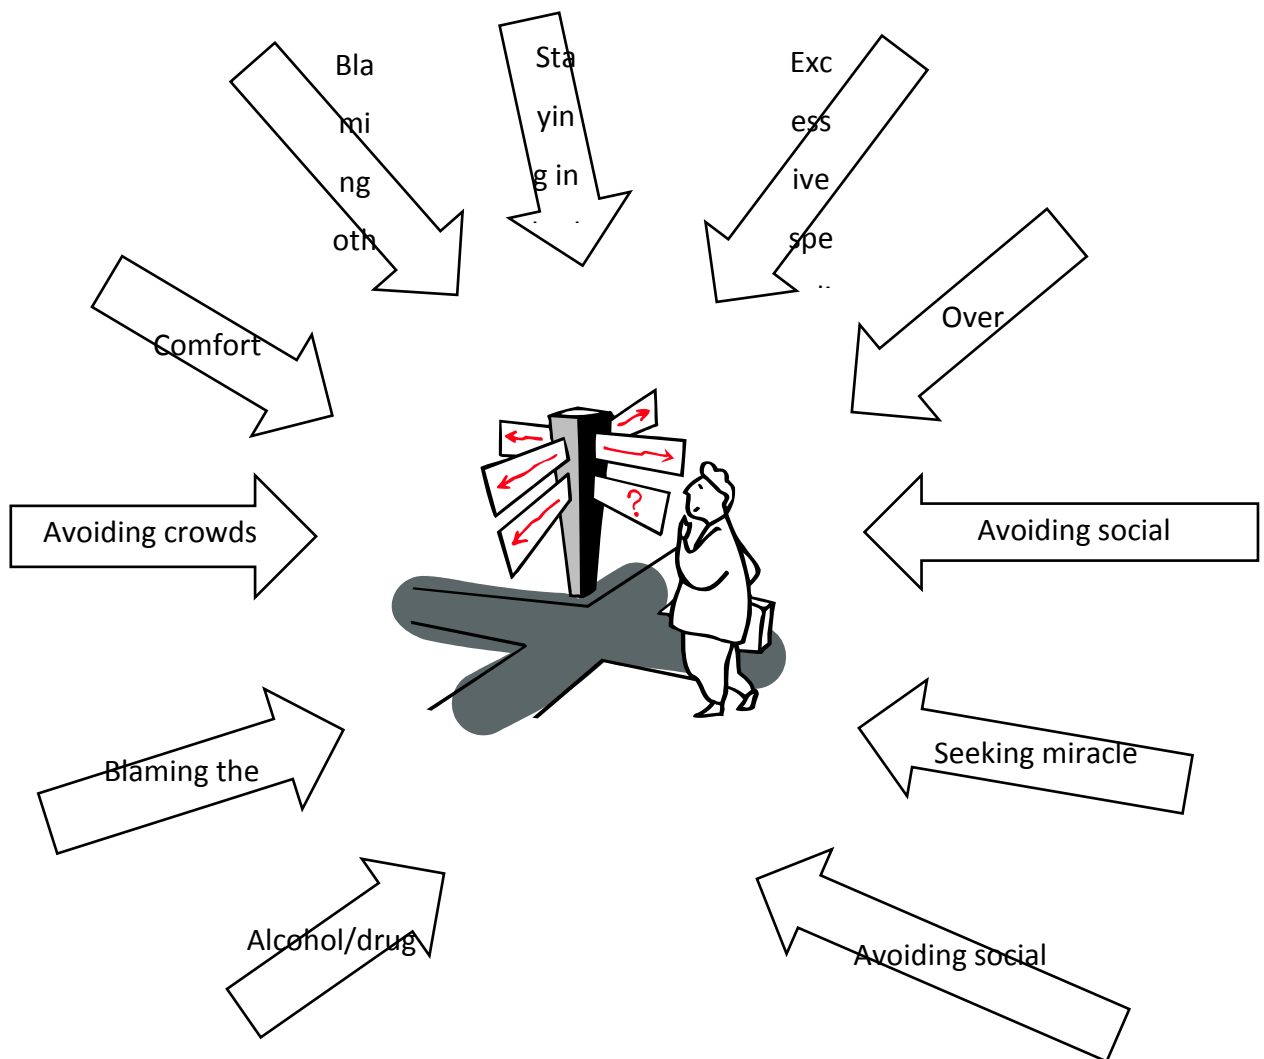 Bla
mi
ng
oth
Sta
yin
g in
Exc
ess
ive
spe
Over
Comfort
Avoiding crowds
Avoiding social
?
Blaming the
Seeking miracle
Alcohol/drug
Avoiding social